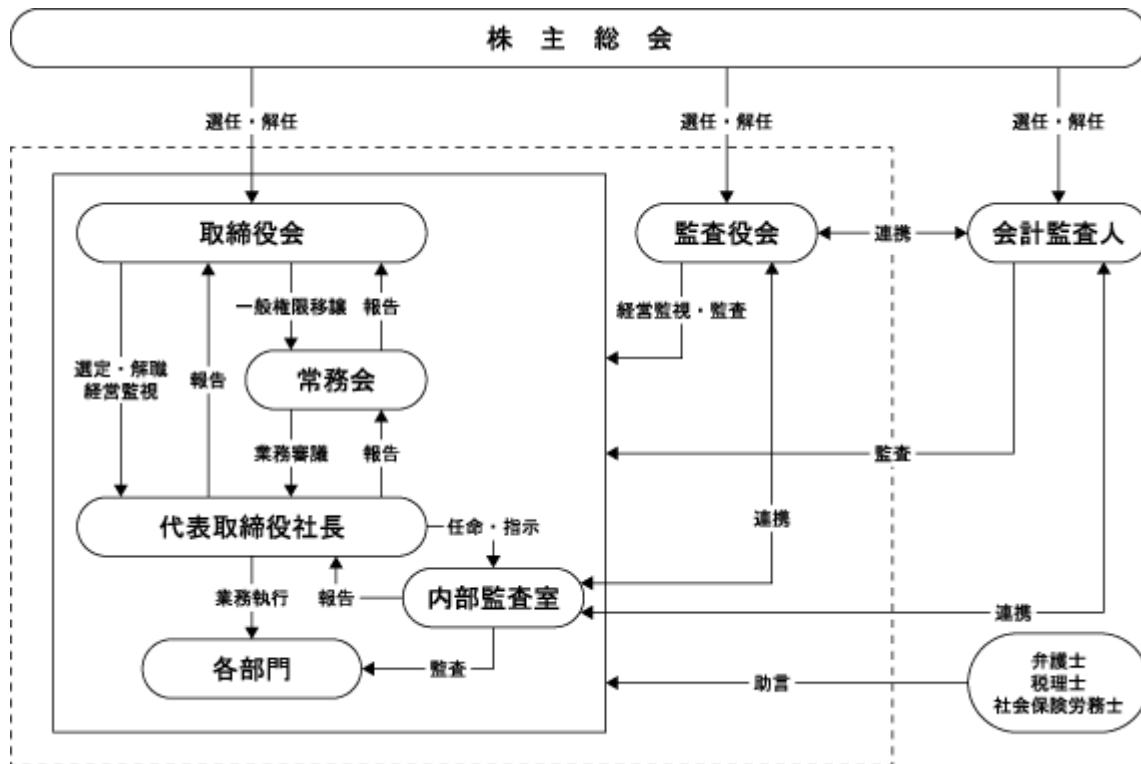 株主総会
選任・解任
選任・解任
選任・解任
取締役会
監査役会
連携
会計監査人
一般権限移譲
報告
経営監視・監査
選定・解職
経営監視
報告
常務会
業務審議
報告
監査
代表取締役社長
任命・指示
連携
業務執行
報告
内部監査室
連携
各部門
監査
助言
弁護士
税理士
社会保険労務士